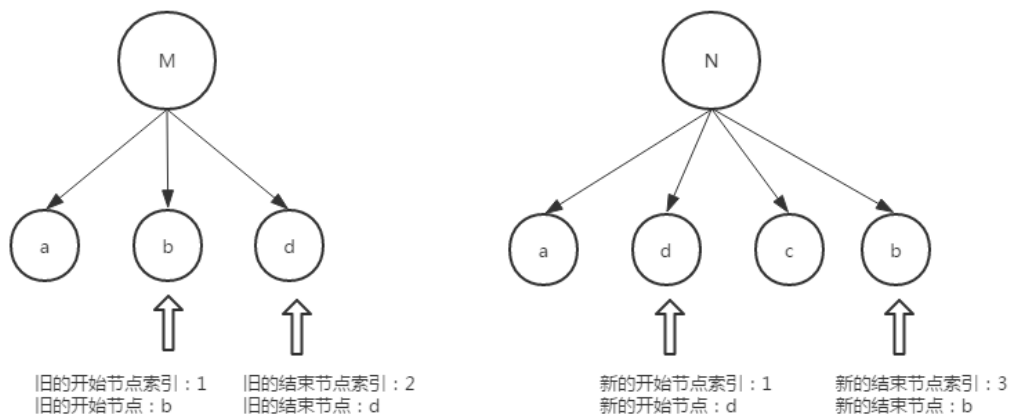 M
N
a
b
d
a
d
c
b
旧的开始节点索引：1
旧的开始节点：b
旧的结束节点索引：2
旧的结束节点：d
新的开始节点索引：1
新的开始节点：d
新的结束节点索引：3
新的结束节点：b